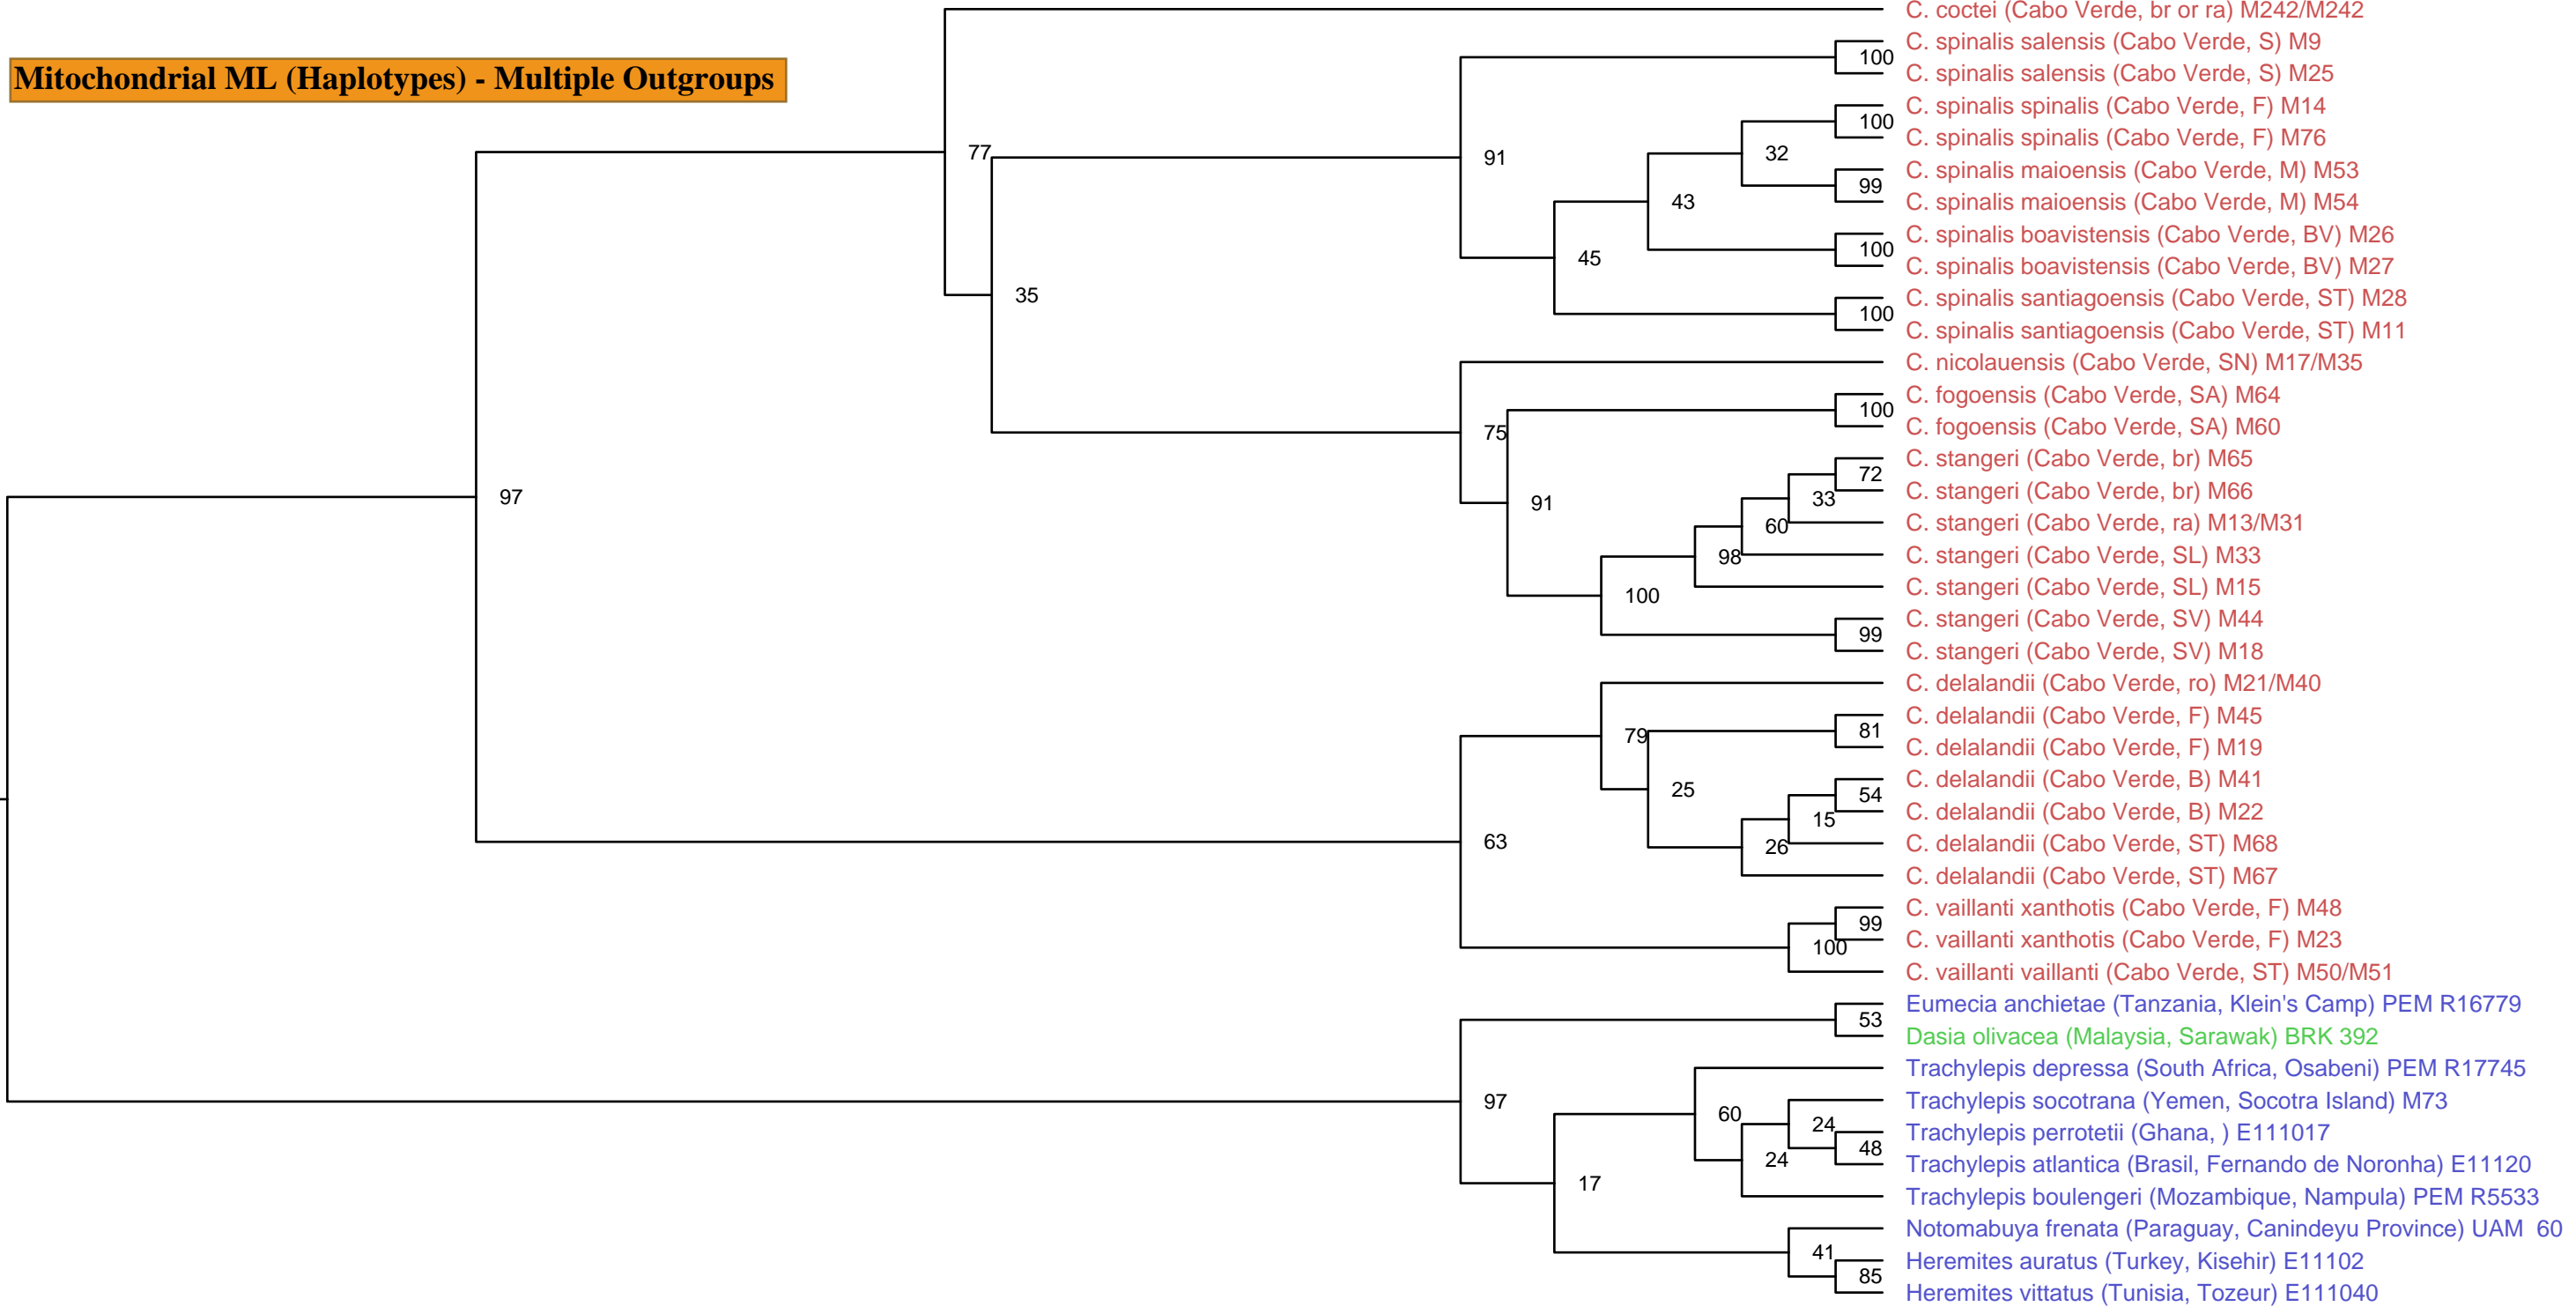 C. coctei (Cabo Verde, br or ra) M242/M242
C. spinalis salensis (Cabo Verde, S) M9
100
Mitochondrial ML (Haplotypes) - Multiple Outgroups
C. spinalis salensis (Cabo Verde, S) M25
C. spinalis spinalis (Cabo Verde, F) M14
100
C. spinalis spinalis (Cabo Verde, F) M76
77
91
32
C. spinalis maioensis (Cabo Verde, M) M53
99
C. spinalis maioensis (Cabo Verde, M) M54
43
C. spinalis boavistensis (Cabo Verde, BV) M26
100
45
C. spinalis boavistensis (Cabo Verde, BV) M27
35
C. spinalis santiagoensis (Cabo Verde, ST) M28
100
C. spinalis santiagoensis (Cabo Verde, ST) M11
C. nicolauensis (Cabo Verde, SN) M17/M35
C. fogoensis (Cabo Verde, SA) M64
100
C. fogoensis (Cabo Verde, SA) M60
75
C. stangeri (Cabo Verde, br) M65
72
C. stangeri (Cabo Verde, br) M66
97
91
33
C. stangeri (Cabo Verde, ra) M13/M31
60
C. stangeri (Cabo Verde, SL) M33
98
C. stangeri (Cabo Verde, SL) M15
100
C. stangeri (Cabo Verde, SV) M44
99
C. stangeri (Cabo Verde, SV) M18
C. delalandii (Cabo Verde, ro) M21/M40
C. delalandii (Cabo Verde, F) M45
79
81
C. delalandii (Cabo Verde, F) M19
C. delalandii (Cabo Verde, B) M41
25
54
C. delalandii (Cabo Verde, B) M22
15
C. delalandii (Cabo Verde, ST) M68
63
26
C. delalandii (Cabo Verde, ST) M67
C. vaillanti xanthotis (Cabo Verde, F) M48
99
C. vaillanti xanthotis (Cabo Verde, F) M23
100
C. vaillanti vaillanti (Cabo Verde, ST) M50/M51
Eumecia anchietae (Tanzania, Klein's Camp) PEM R16779
53
Dasia olivacea (Malaysia, Sarawak) BRK 392
Trachylepis depressa (South Africa, Osabeni) PEM R17745
97
Trachylepis socotrana (Yemen, Socotra Island) M73
60
24
Trachylepis perrotetii (Ghana, ) E111017
48
24
Trachylepis atlantica (Brasil, Fernando de Noronha) E11120
17
Trachylepis boulengeri (Mozambique, Nampula) PEM R5533
Notomabuya frenata (Paraguay, Canindeyu Province) UAM  60
41
Heremites auratus (Turkey, Kisehir) E11102
85
Heremites vittatus (Tunisia, Tozeur) E111040